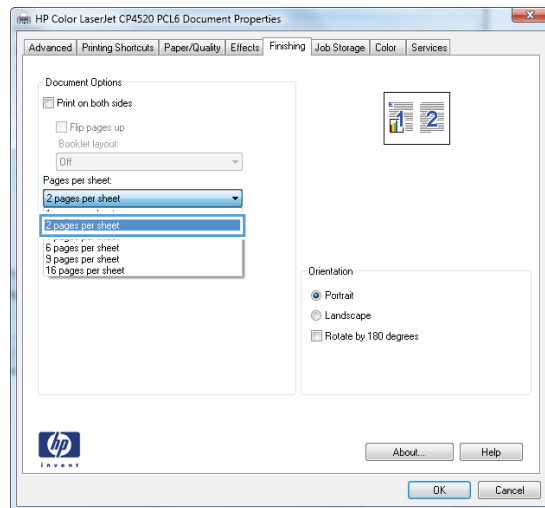 HP Color LaserJet CP4520 PCL6 Document Properties
Advanced Printing Shortcuts Paper/Quality Effects Finishing Job Storage Color Services
Document Options
Print on both sides
Flip pages up
Booklet layout:
Off
Pages per sheet:
2 pages per sheet
2 pages per sheet
6 pages per sheet
9 pages per sheet
16 pages per sheet
1 2
Orientation
Portrait
Landscape
Rotate by 180 degrees
hp
invent
About... Help
OK Cancel